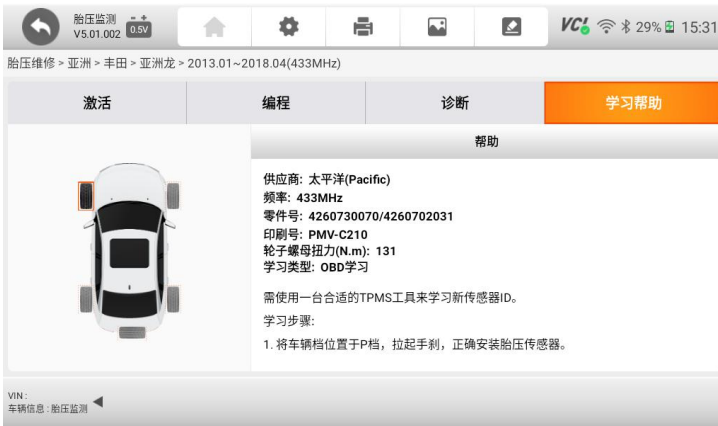 胎压监测
V5.01.002 0.5V
VCI 29% 15:31
胎压维修 > 亚洲 > 丰田 > 亚洲龙 > 2013.01~2018.04(433MHz)
激活 编程 诊断 学习帮助
帮助
供应商: 太平洋(Pacific)
频率: 433MHz
零件号: 4260730070/4260702031
印刷号: PMV-C210
轮子螺母扭力(N.m): 131
学习类型: OBD学习
需使用一台合适的TPMS工具来学习新传感器ID。
学习步骤:
1. 将车辆档位置于P档，拉起手刹，正确安装胎压传感器。
VIN :
车辆信息 : 胎压监测